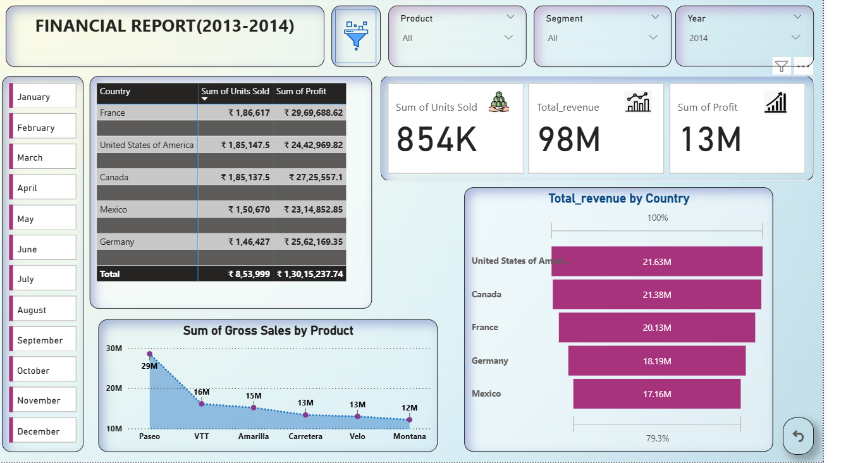 FINANCIAL REPORT(2013-2014)
Product
All
Segment
All
Year
2014
January
February
March
April
May
June
July
August
September
October
November
December
Country Sum of Units Sold Sum of Profit
France ₹ 1,86,617 ₹ 29,69,688.62
United States of America ₹ 1,85,147.5 ₹ 24,42,969.82
Canada ₹ 1,85,137.5 ₹ 27,25,557.1
Mexico ₹ 1,50,670 ₹ 23,14,852.85
Germany ₹ 1,46,427 ₹ 25,62,169.35
Total ₹ 8,53,999 ₹ 1,30,15,237.74
Sum of Units Sold
854K
Total_revenue
98M
Sum of Profit
13M
Total_revenue by Country
100%
United States of Am 21.63M
Canada 21.38M
France 20.13M
Germany 18.19M
Mexico 17.16M
79.3%
Sum of Gross Sales by Product
30M
20M
10M
29M
16M
15M
13M
13M
12M
Paseo VTT Amarilla Carretera Velo Montana